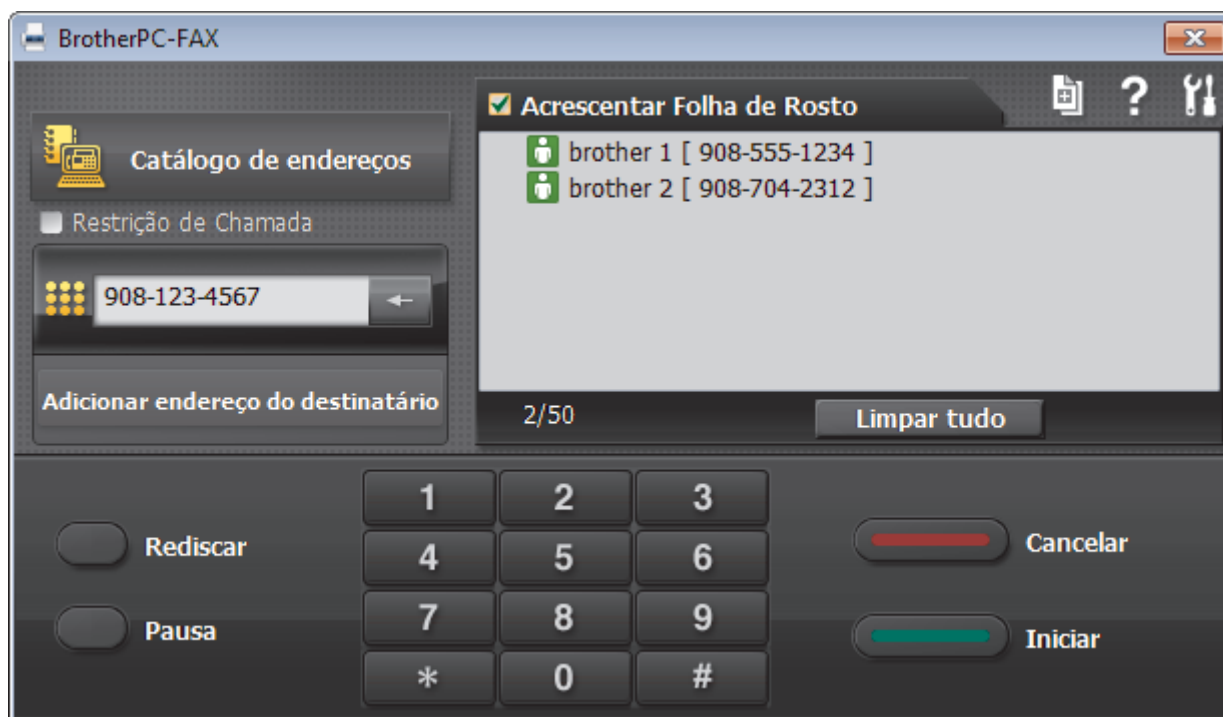 BrotherPC-FAX
Catálogo de endereços
Restrição de Chamada
908-123-4567
Adicionar endereço do destinatário
Acrescentar Folha de Rosto
?
brother 1 [ 908-555-1234 ]
brother 2 [ 908-704-2312 ]
2/50
Limpar tudo
Rediscar
Pausa
1 2 3
4 5 6
7 8 9
* 0 #
Cancelar
Iniciar